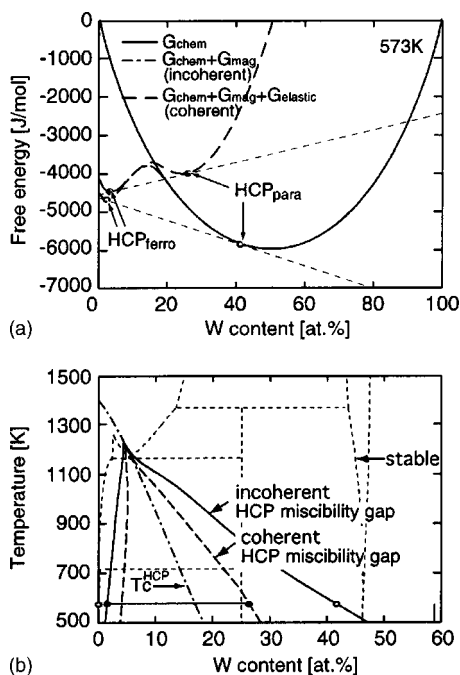 573K
Gchem
Gchem+Gmag
(incoherent)
Gchem+Gmag+Gelastic
(coherent)
Free energy [J/mol]
0
-1000
-2000
-3000
-4000
-5000
-6000
-7000
HCPpara
HCPferro
0 20 40 60 80 100
W content [at.%]
(a)
Temperature [K]
1500
1300
1100
900
700
500
stable
incoherent
HCP miscibility gap
coherent
HCP miscibility gap
TcHCP
0 10 20 30 40 50 60
W content [at.%]
(b)